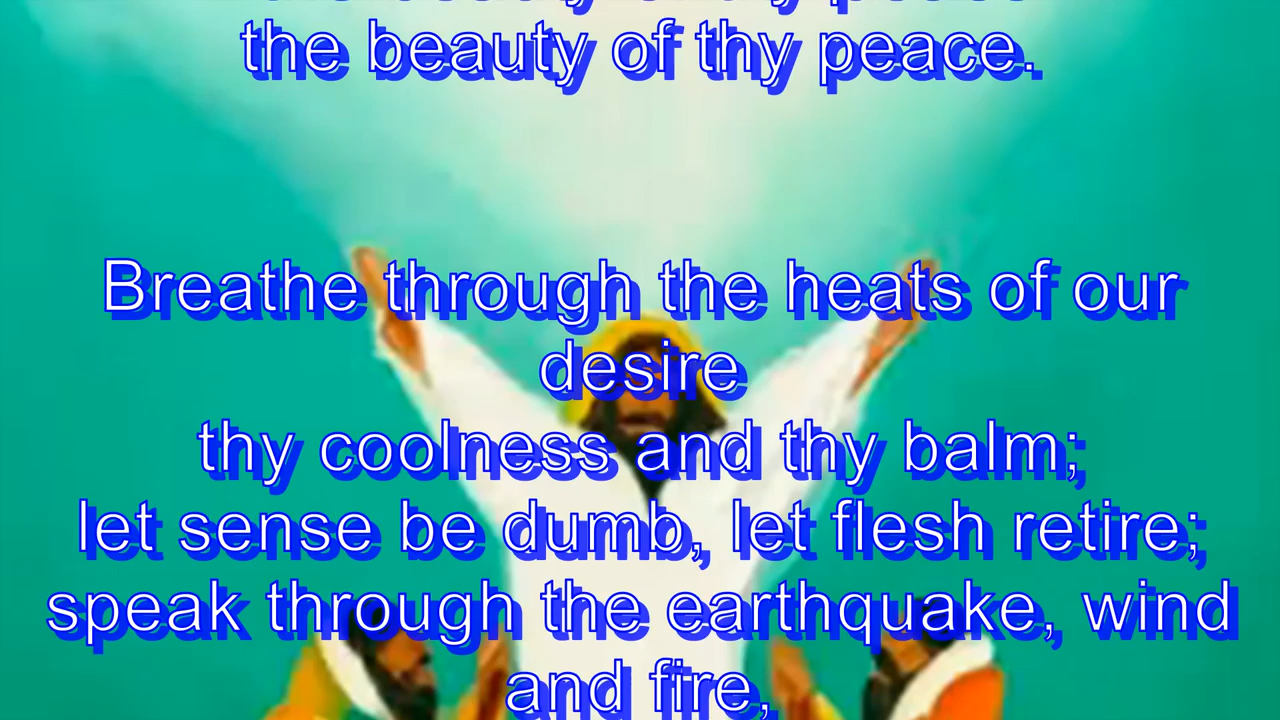 the beauty of thy peace.
Breathe through the heats of our
desire
thy coolness and thy balm;
let sense be dumb, let flesh retire;
speak through the earthquake, wind
and fire,